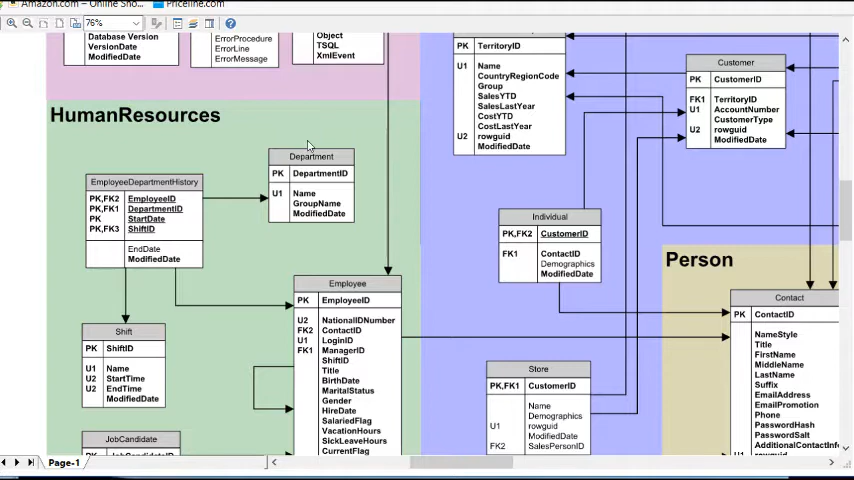 Amazon.com – Online Sho...
Priceline.com
76%
Database Version
VersionDate
ModifiedDate
ErrorProcedure
ErrorLine
ErrorMessage
Object
TSQL
XmlEvent
HumanResources
Department
PK DepartmentID
U1 Name
GroupName
ModifiedDate
EmployeeDepartmentHistory
PK,FK2 EmployeeID
PK,FK1 DepartmentID
PK StartDate
PK,FK3 ShiftID
EndDate
ModifiedDate
Shift
PK ShiftID
U1 Name
U2 StartTime
U2 EndTime
ModifiedDate
JobCandidate
PK JobCandidateID
Employee
PK EmployeeID
U2 NationalIDNumber
FK2 ContactID
U1 LoginID
FK1 ManagerID
ShiftID
Title
BirthDate
MaritalStatus
Gender
HireDate
SalariedFlag
VacationHours
SickLeaveHours
CurrentFlag
PK TerritoryID
U1 Name
CountryRegionCode
Group
SalesYTD
SalesLastYear
CostYTD
CostLastYear
U2 rowguid
ModifiedDate
Customer
PK CustomerID
FK1 TerritoryID
U1 AccountNumber
CustomerType
U2 rowguid
ModifiedDate
Individual
PK,FK2 CustomerID
FK1 ContactID
Demographics
ModifiedDate
Store
PK,FK1 CustomerID
Name
Demographics
U1 rowguid
ModifiedDate
FK2 SalesPersonID
Person
Contact
PK ContactID
NameStyle
Title
FirstName
MiddleName
LastName
Suffix
EmailAddress
EmailPromotion
Phone
PasswordHash
PasswordSalt
AdditionalContactInfo
U1 rowguid
Page-1